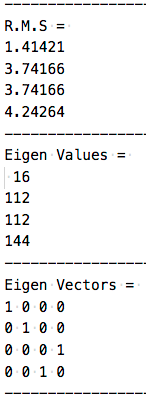 --------------------
R.M.S =
1.41421
3.74166
3.74166
4.24264
--------------------
Eigen Values =
16
112
112
144
--------------------
Eigen Vectors =
1 0 0 0
0 1 0 0
0 0 0 1
0 0 1 0
--------------------